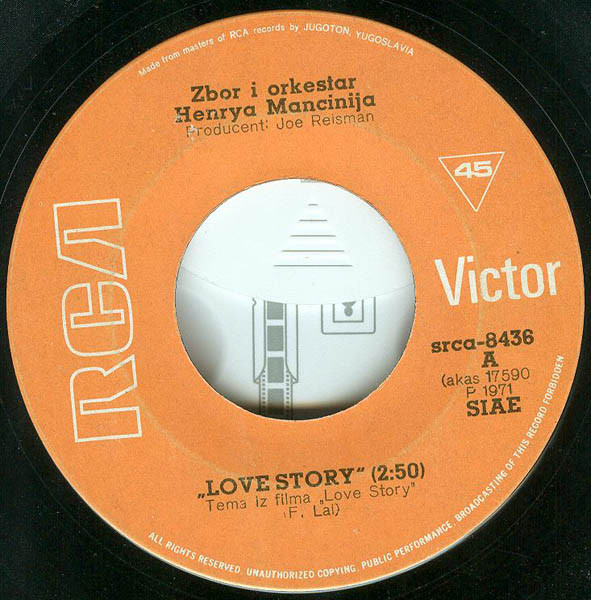 Made from masters of RCA records by JUGOTON, YUGOSLAVIA
Zbor i orkestar
Henrya Mancinija
Producent: Joe Reisman
45
RCA
Victor
srca-8436
A
(akas 17590
P 1971
SIAE
„LOVE STORY“ (2:50)
Tema iz filma „Love Story“
(F. Lai)
ALL RIGHTS RESERVED. UNAUTHORIZED COPYING, PUBLIC PERFORMANCE, BROADCASTING OF THIS RECORD FORBIDDEN